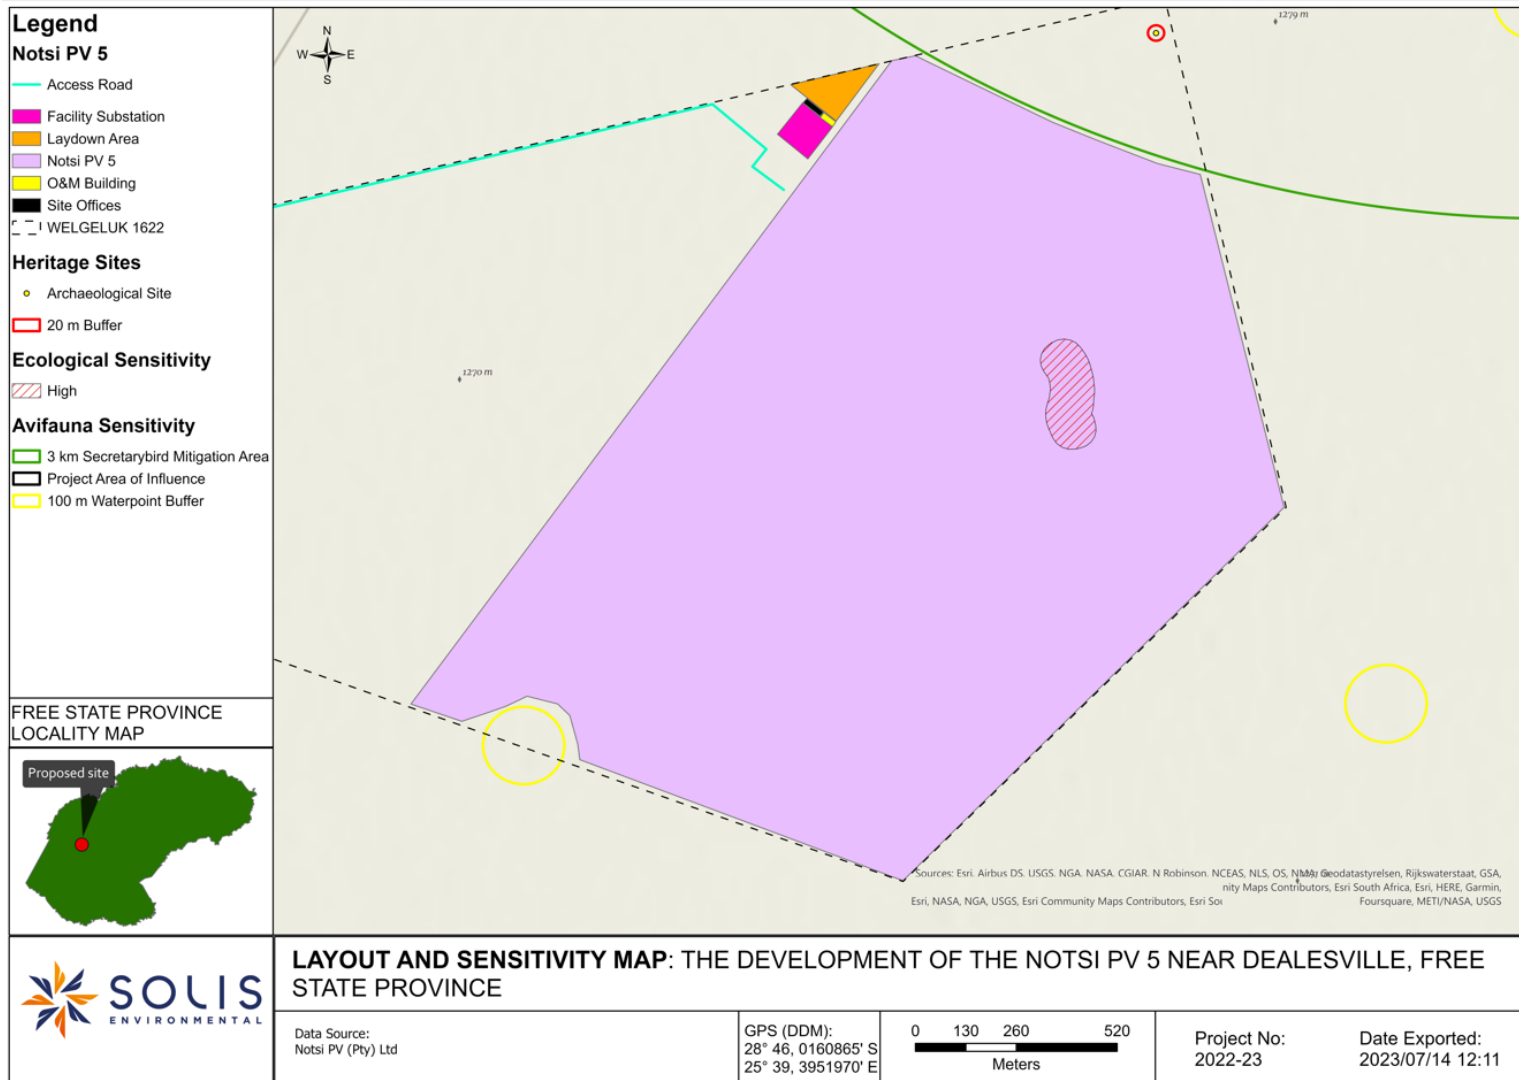 Legend
Notsi PV 5
Access Road
Facility Substation
Laydown Area
Notsi PV 5
O&M Building
Site Offices
WELGELUK 1622
Heritage Sites
Archaeological Site
20 m Buffer
Ecological Sensitivity
High
Avifauna Sensitivity
3 km Secretarybird Mitigation Area
Project Area of Influence
100 m Waterpoint Buffer
FREE STATE PROVINCE
LOCALITY MAP
Proposed site
N
W E
S
1279 m
1270 m
Sources: Esri, Airbus DS, USGS, NGA, NASA, CGIAR, N Robinson, NCEAS, NLS, OS, NMA, Geodatastyrelsen, Rijkswaterstaat, GSA,
nity Maps Contributors, Esri South Africa, Esri, HERE, Garmin,
Esri, NASA, NGA, USGS, Esri Community Maps Contributors, Esri Sou
Foursquare, METI/NASA, USGS
SOLIS
ENVIRONMENTAL
LAYOUT AND SENSITIVITY MAP: THE DEVELOPMENT OF THE NOTSI PV 5 NEAR DEALESVILLE, FREE
STATE PROVINCE
Data Source:
Notsi PV (Pty) Ltd
GPS (DDM):
28° 46, 0160865' S
25° 39, 3951970' E
0 130 260 520
Meters
Project No:
2022-23
Date Exported:
2023/07/14 12:11